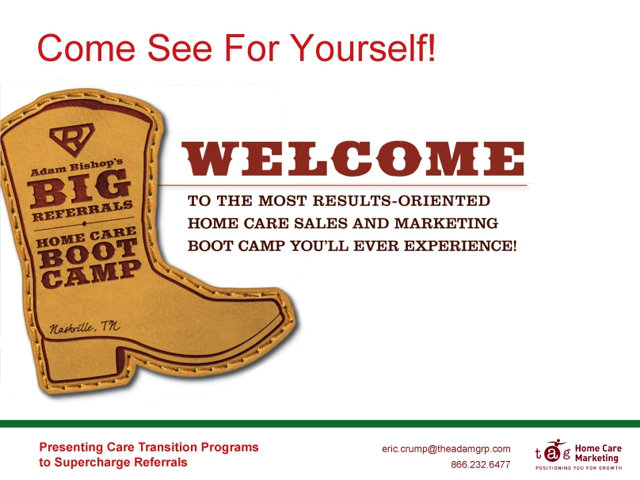 Come See For Yourself!
R
Adam Bishop's
BIG
REFERRALS
HOME CARE
BOOT
CAMP
Nashville, TN
WELCOME
TO THE MOST RESULTS-ORIENTED
HOME CARE SALES AND MARKETING
BOOT CAMP YOU'LL EVER EXPERIENCE!
Presenting Care Transition Programs
to Supercharge Referrals
eric.crump@theadamgrp.com
866.232.6477
tag Home Care
Marketing
POSITIONING YOU FOR GROWTH